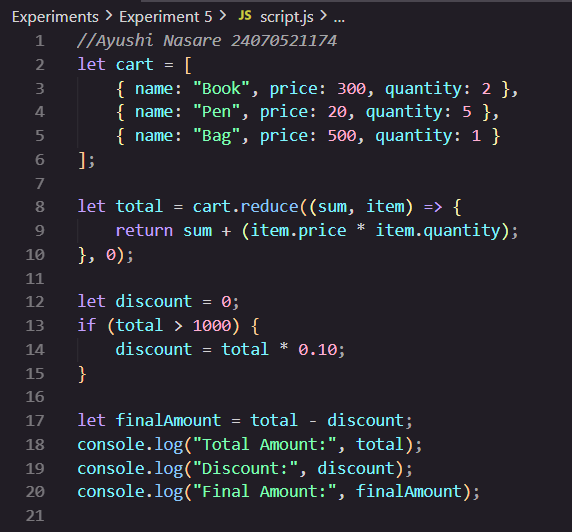 Experiments > Experiment 5 > JS script.js > ...
1 //Ayushi Nasare 24070521174
2 let cart = [
3     { name: "Book", price: 300, quantity: 2 },
4     { name: "Pen", price: 20, quantity: 5 },
5     { name: "Bag", price: 500, quantity: 1 }
6 ];
7
8 let total = cart.reduce((sum, item) => {
9     return sum + (item.price * item.quantity);
10 }, 0);
11
12 let discount = 0;
13 if (total > 1000) {
14     discount = total * 0.10;
15 }
16
17 let finalAmount = total - discount;
18 console.log("Total Amount:", total);
19 console.log("Discount:", discount);
20 console.log("Final Amount:", finalAmount);
21